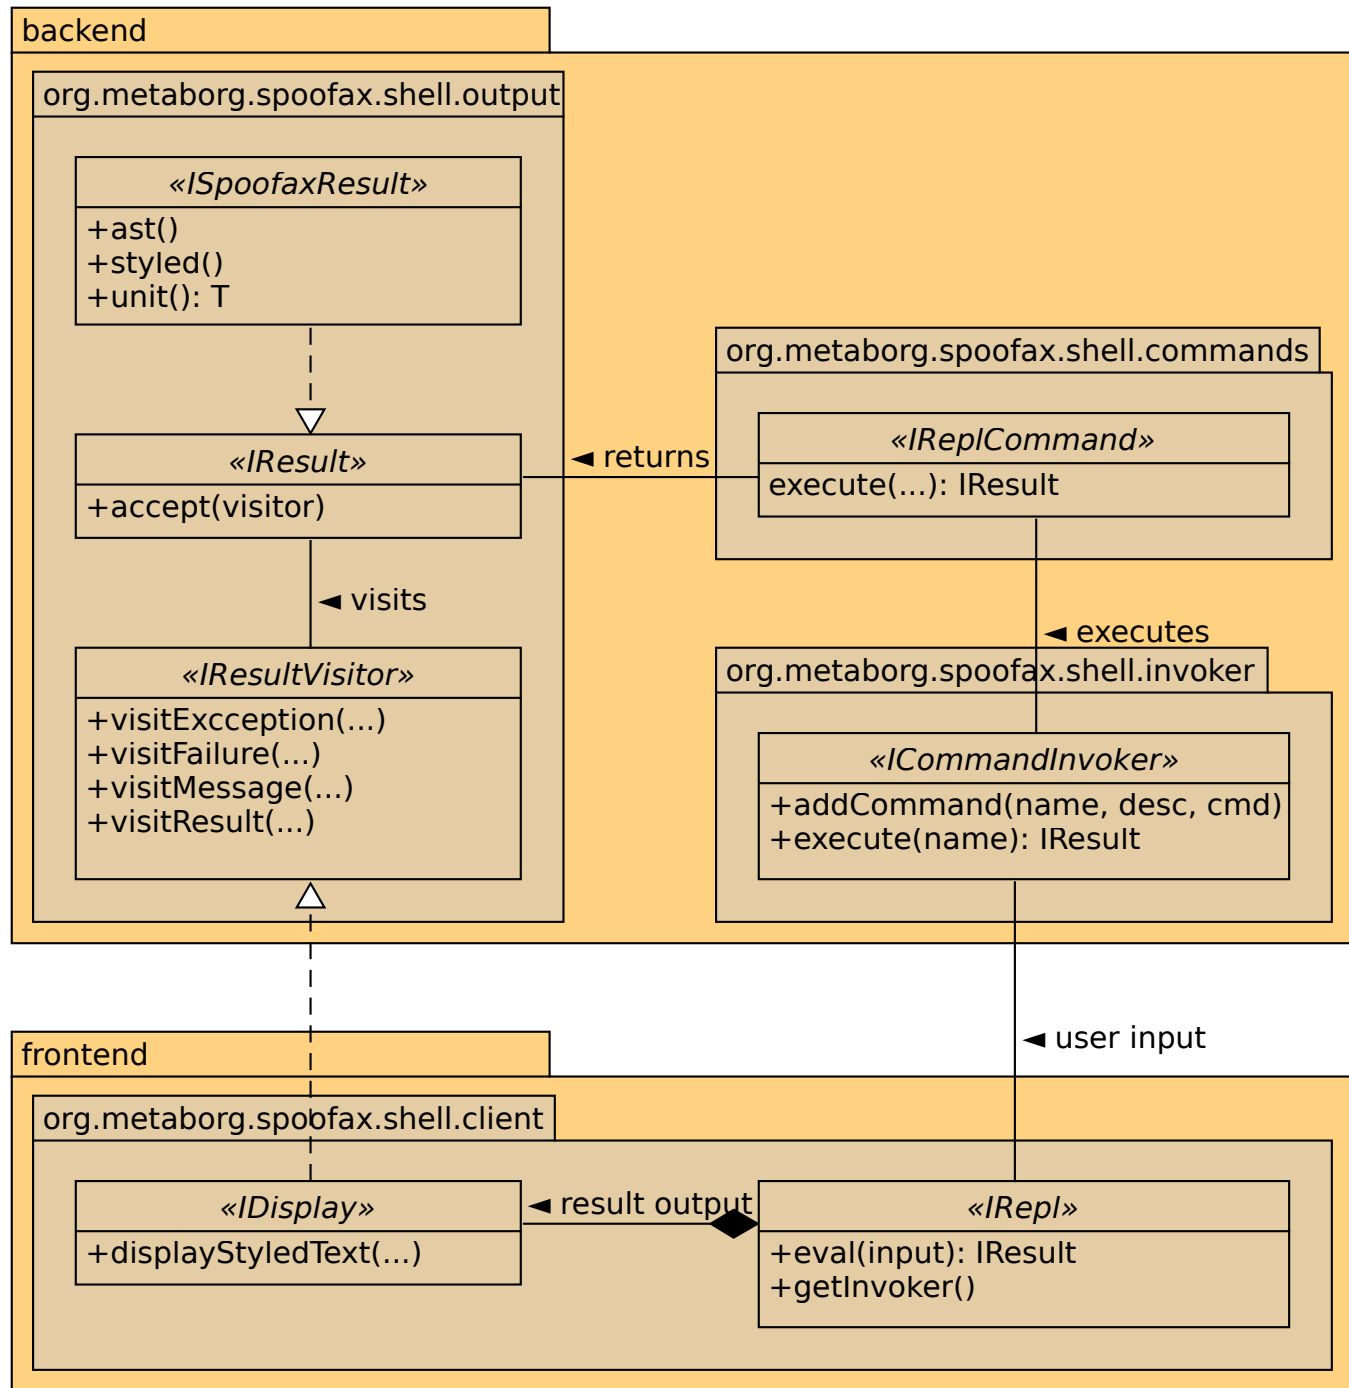 backend
org.metaborg.spoofax.shell.output
«ISpoofaxResult»
+ast()
+styled()
+unit(): T
org.metaborg.spoofax.shell.commands
«IReplCommand»
execute(...): IResult
◄ returns
«IResult»
+accept(visitor)
◄ visits
◄ executes
«IResultVisitor»
+visitExcception(...)
+visitFailure(...)
+visitMessage(...)
+visitResult(...)
org.metaborg.spoofax.shell.invoker
«ICommandInvoker»
+addCommand(name, desc, cmd)
+execute(name): IResult
◄ user input
frontend
org.metaborg.spoofax.shell.client
«IDisplay»
+displayStyledText(...)
◄ result output
«IRepl»
+eval(input): IResult
+getInvoker()